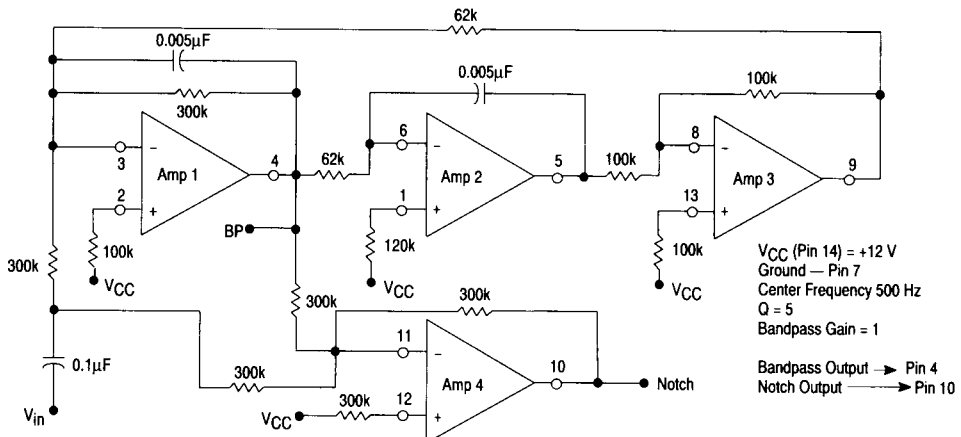 62k
0.005μF
300k
0.005μF
100k
3
−
Amp 1
4
2
+
62k
6
−
Amp 2
5
1
+
100k
8
−
Amp 3
9
13
+
BP
300k
100k
VCC
120k
VCC
100k
VCC
VCC (Pin 14) = +12 V
Ground — Pin 7
Center Frequency 500 Hz
Q = 5
Bandpass Gain = 1
Bandpass Output → Pin 4
Notch Output → Pin 10
300k
300k
11
−
Amp 4
10
Notch
12
+
0.1μF
300k
VCC
300k
Vin